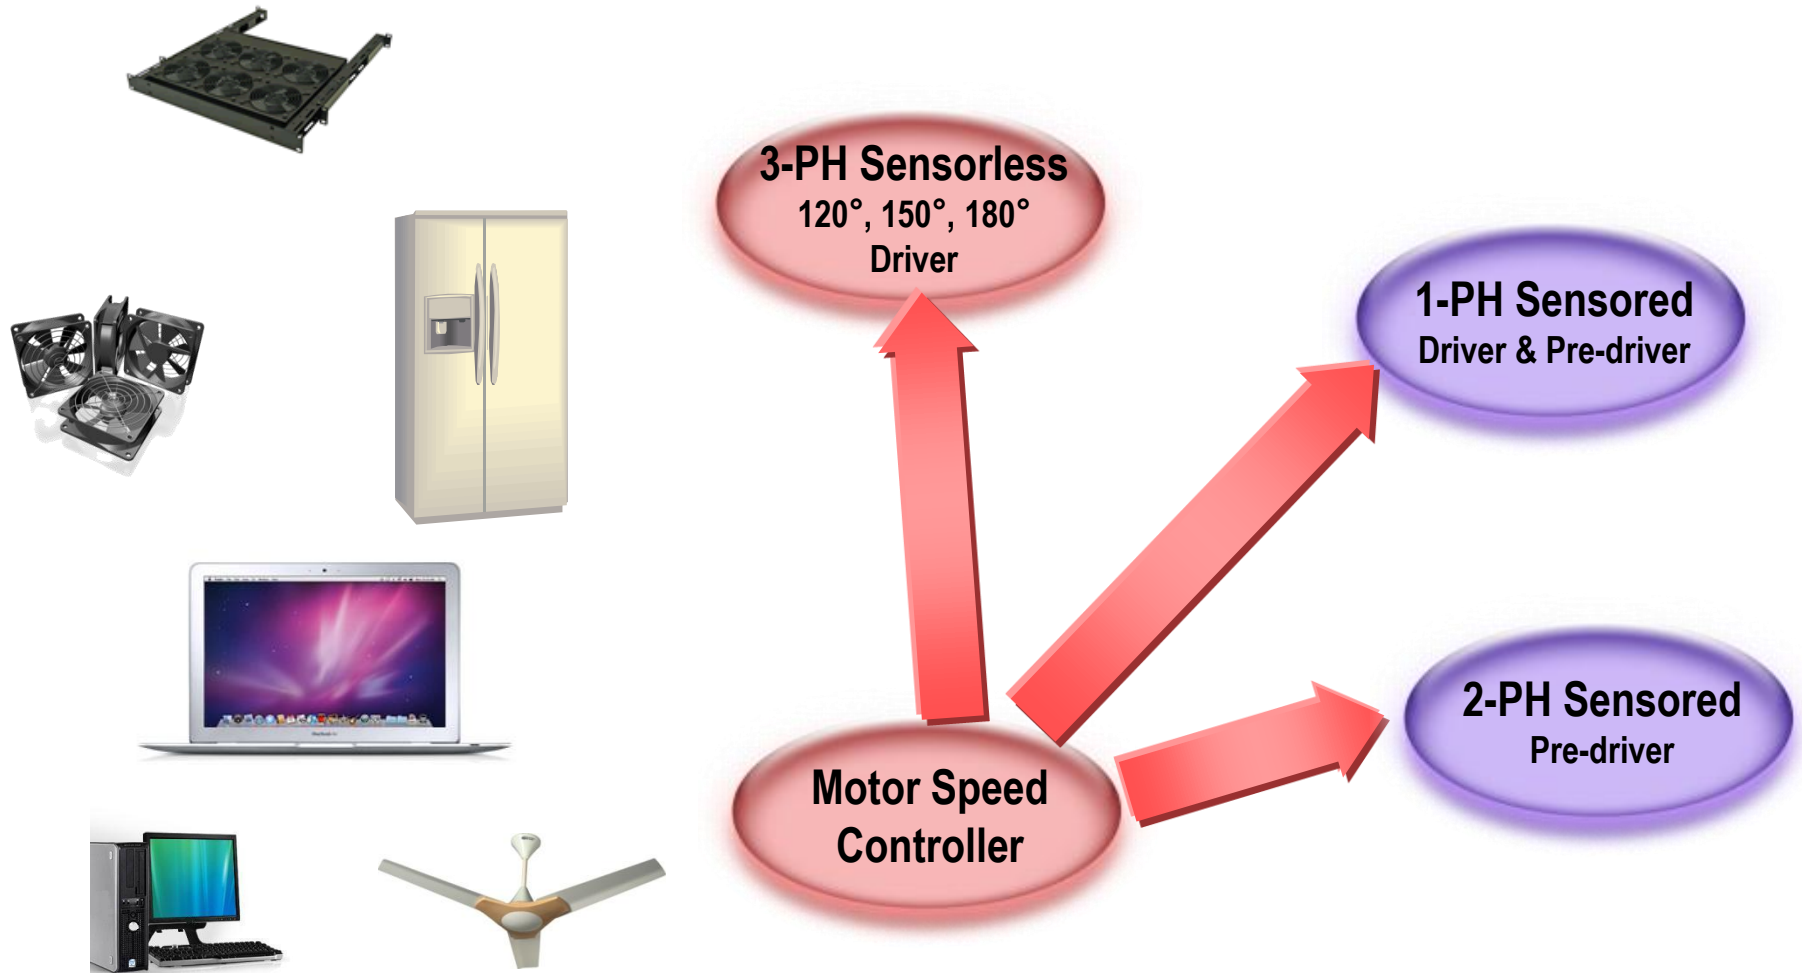 3-PH Sensorless
120°, 150°, 180°
Driver
1-PH Sensored
Driver & Pre-driver
2-PH Sensored
Pre-driver
Motor Speed
Controller